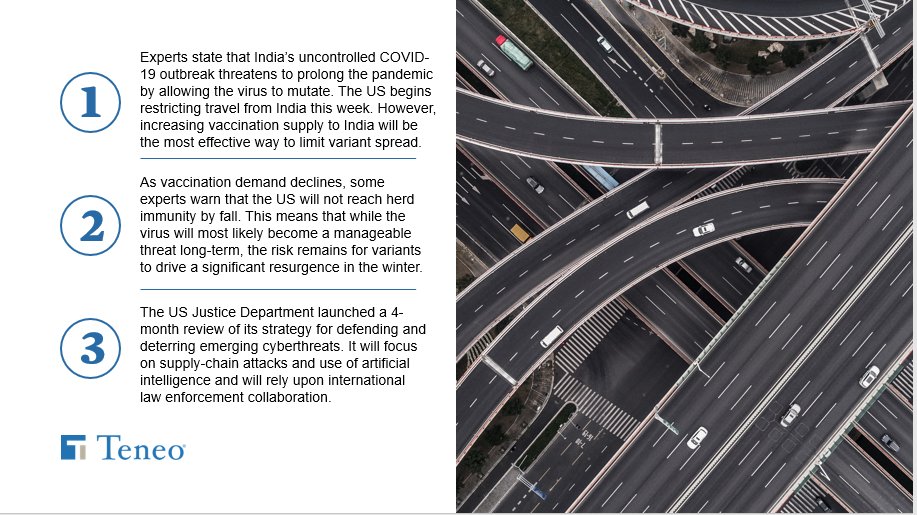 1
Experts state that India's uncontrolled COVID-
19 outbreak threatens to prolong the pandemic
by allowing the virus to mutate. The US begins
restricting travel from India this week. However,
increasing vaccination supply to India will be
the most effective way to limit variant spread.
2
As vaccination demand declines, some
experts warn that the US will not reach herd
immunity by fall. This means that while the
virus will most likely become a manageable
threat long-term, the risk remains for variants
to drive a significant resurgence in the winter.
3
The US Justice Department launched a 4-
month review of its strategy for defending and
deterring emerging cyberthreats. It will focus
on supply-chain attacks and use of artificial
intelligence and will rely upon international
law enforcement collaboration.
Teneo